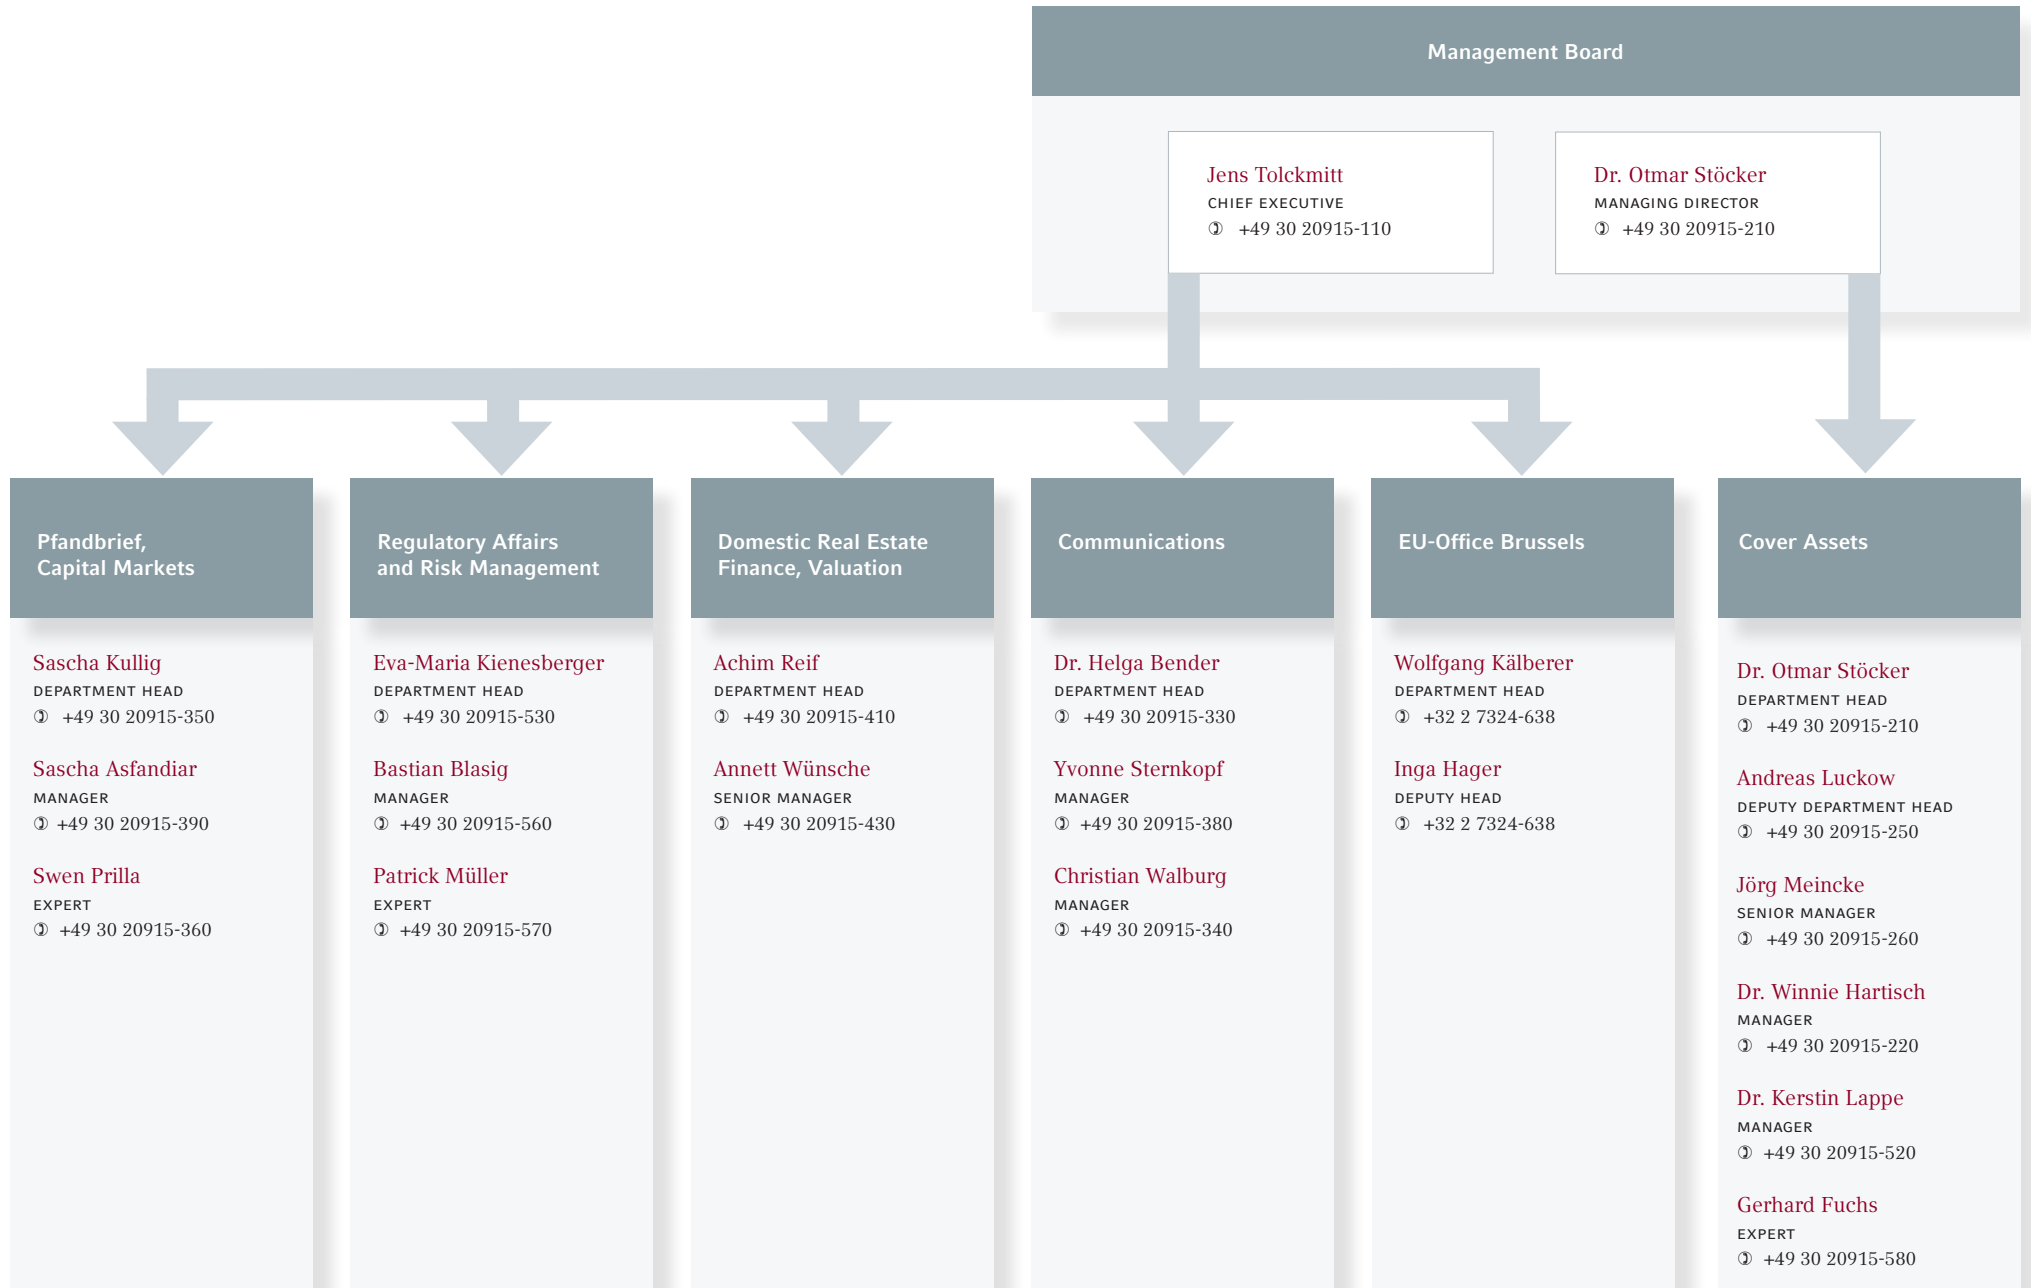 Management Board
Jens Tolckmitt
CHIEF EXECUTIVE
+49 30 20915-110
Dr. Otmar Stöcker
MANAGING DIRECTOR
+49 30 20915-210
Pfandbrief,
Capital Markets
Sascha Kullig
DEPARTMENT HEAD
+49 30 20915-350
Sascha Asfandiar
MANAGER
+49 30 20915-390
Swen Prilla
EXPERT
+49 30 20915-360
Regulatory Affairs
and Risk Management
Eva-Maria Kienesberger
DEPARTMENT HEAD
+49 30 20915-530
Bastian Blasig
MANAGER
+49 30 20915-560
Patrick Müller
EXPERT
+49 30 20915-570
Domestic Real Estate
Finance, Valuation
Achim Reif
DEPARTMENT HEAD
+49 30 20915-410
Annett Wünsche
SENIOR MANAGER
+49 30 20915-430
Communications
Dr. Helga Bender
DEPARTMENT HEAD
+49 30 20915-330
Yvonne Sternkopf
MANAGER
+49 30 20915-380
Christian Walburg
MANAGER
+49 30 20915-340
EU-Office Brussels
Wolfgang Kälberer
DEPARTMENT HEAD
+32 2 7324-638
Inga Hager
DEPUTY HEAD
+32 2 7324-638
Cover Assets
Dr. Otmar Stöcker
DEPARTMENT HEAD
+49 30 20915-210
Andreas Luckow
DEPUTY DEPARTMENT HEAD
+49 30 20915-250
Jörg Meincke
SENIOR MANAGER
+49 30 20915-260
Dr. Winnie Hartisch
MANAGER
+49 30 20915-220
Dr. Kerstin Lappe
MANAGER
+49 30 20915-520
Gerhard Fuchs
EXPERT
+49 30 20915-580